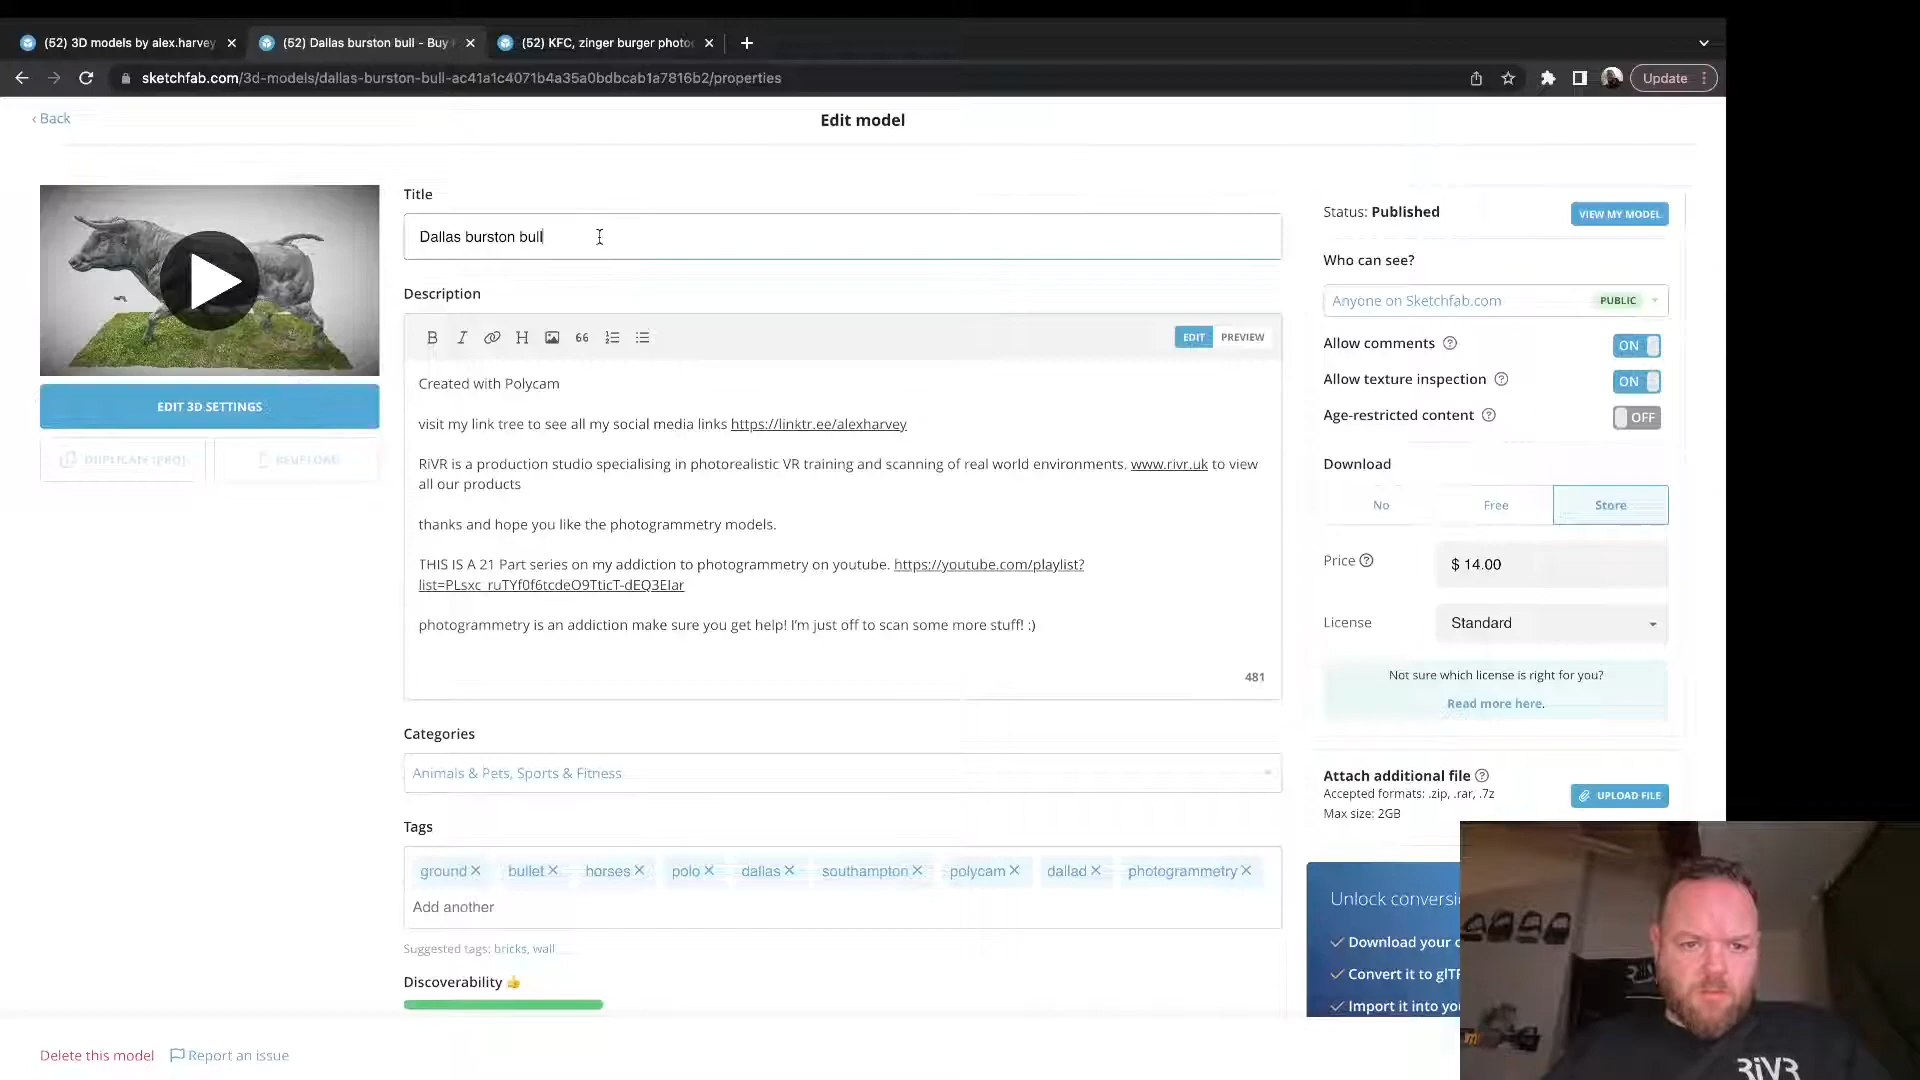 (52) 3D models by alex.harvey
(52) Dallas burston bull - Buy
(52) KFC, zinger burger photo
sketchfab.com/3d-models/dallas-burston-bull-ac41a1c4071b4a35a0bdbcab1a7816b2/properties
Update
‹ Back
Edit model
Title
Dallas burston bull
Description
B I H 66
EDIT PREVIEW
Created with Polycam
visit my link tree to see all my social media links https://linktr.ee/alexharvey
RiVR is a production studio specialising in photorealistic VR training and scanning of real world environments. www.rivr.uk to view
all our products
thanks and hope you like the photogrammetry models.
THIS IS A 21 Part series on my addiction to photogrammetry on youtube. https://youtube.com/playlist?
list=PLsxc_ruTYf0f6tcdeO9TticT-dEQ3EIar
photogrammetry is an addiction make sure you get help! I'm just off to scan some more stuff! :)
481
Categories
Animals & Pets, Sports & Fitness
Tags
ground bullet horses polo dallas southampton polycam dallad photogrammetry
Add another
Suggested tags: bricks, wall
Discoverability
EDIT 3D SETTINGS
REUPLOAD
Status: Published
VIEW MY MODEL
Who can see?
Anyone on Sketchfab.com PUBLIC
Allow comments ON
Allow texture inspection ON
Age-restricted content OFF
Download
No Free Store
Price $ 14.00
License Standard
Not sure which license is right for you?
Read more here.
Attach additional file
Accepted formats: .zip, .rar, .7z
Max size: 2GB
UPLOAD FILE
Unlock conversi
Download your
Convert it to glTF
Import it into yo
RiVR
Delete this model
Report an issue